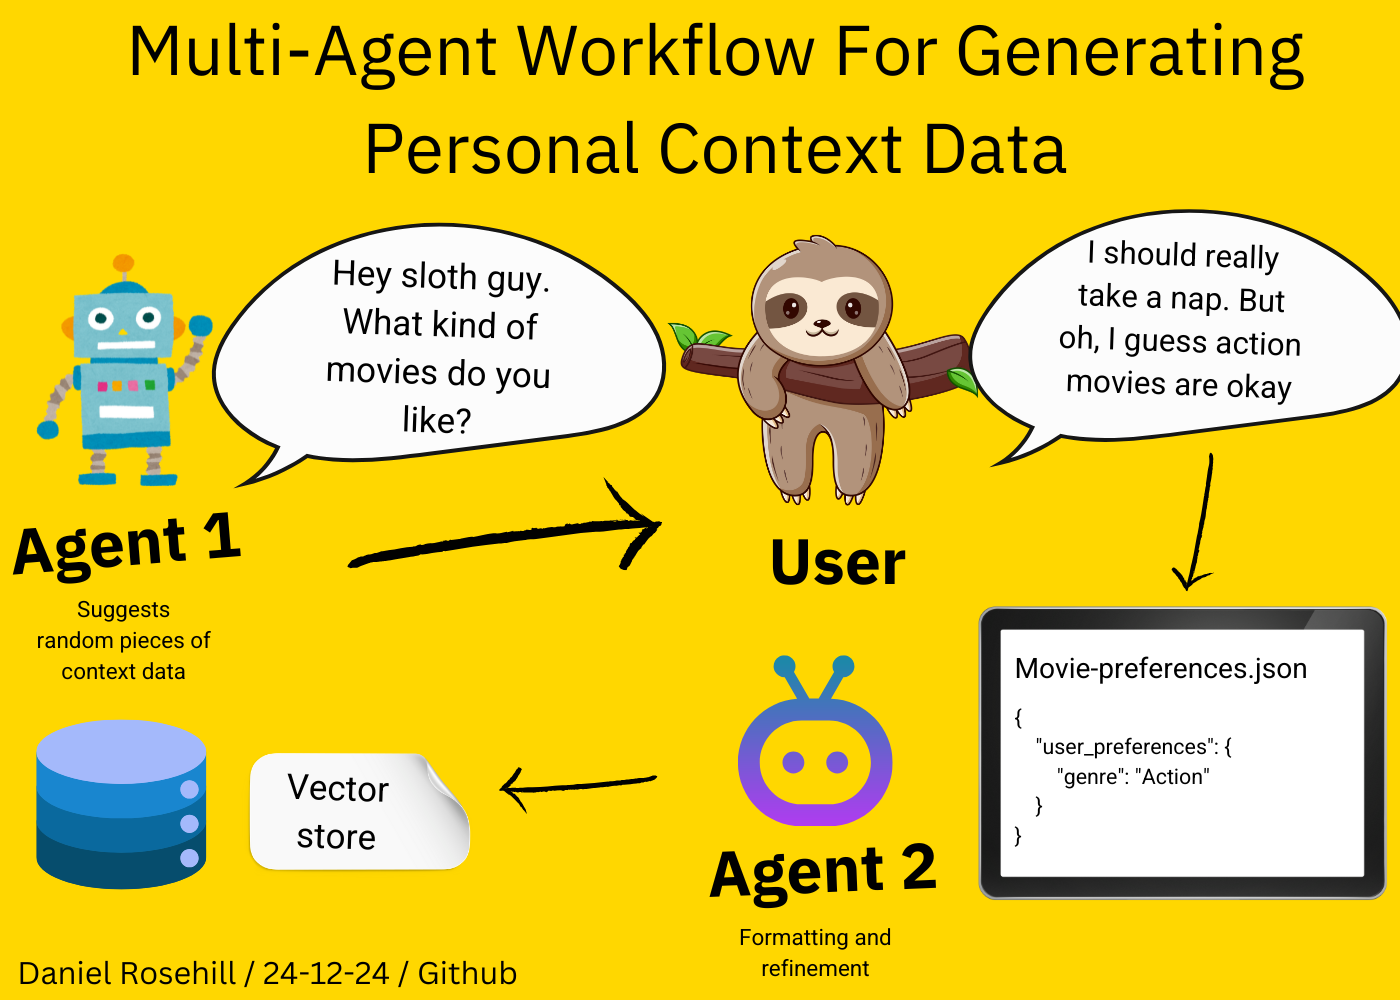 Multi-Agent Workflow For Generating
Personal Context Data
Hey sloth guy.
What kind of
movies do you
like?
I should really
take a nap. But
oh, I guess action
movies are okay
Agent 1
Suggests
random pieces of
context data
User
Movie-preferences.json
{
    "user_preferences": {
        "genre": "Action"
    }
}
Vector
store
Agent 2
Formatting and
refinement
Daniel Rosehill / 24-12-24 / Github